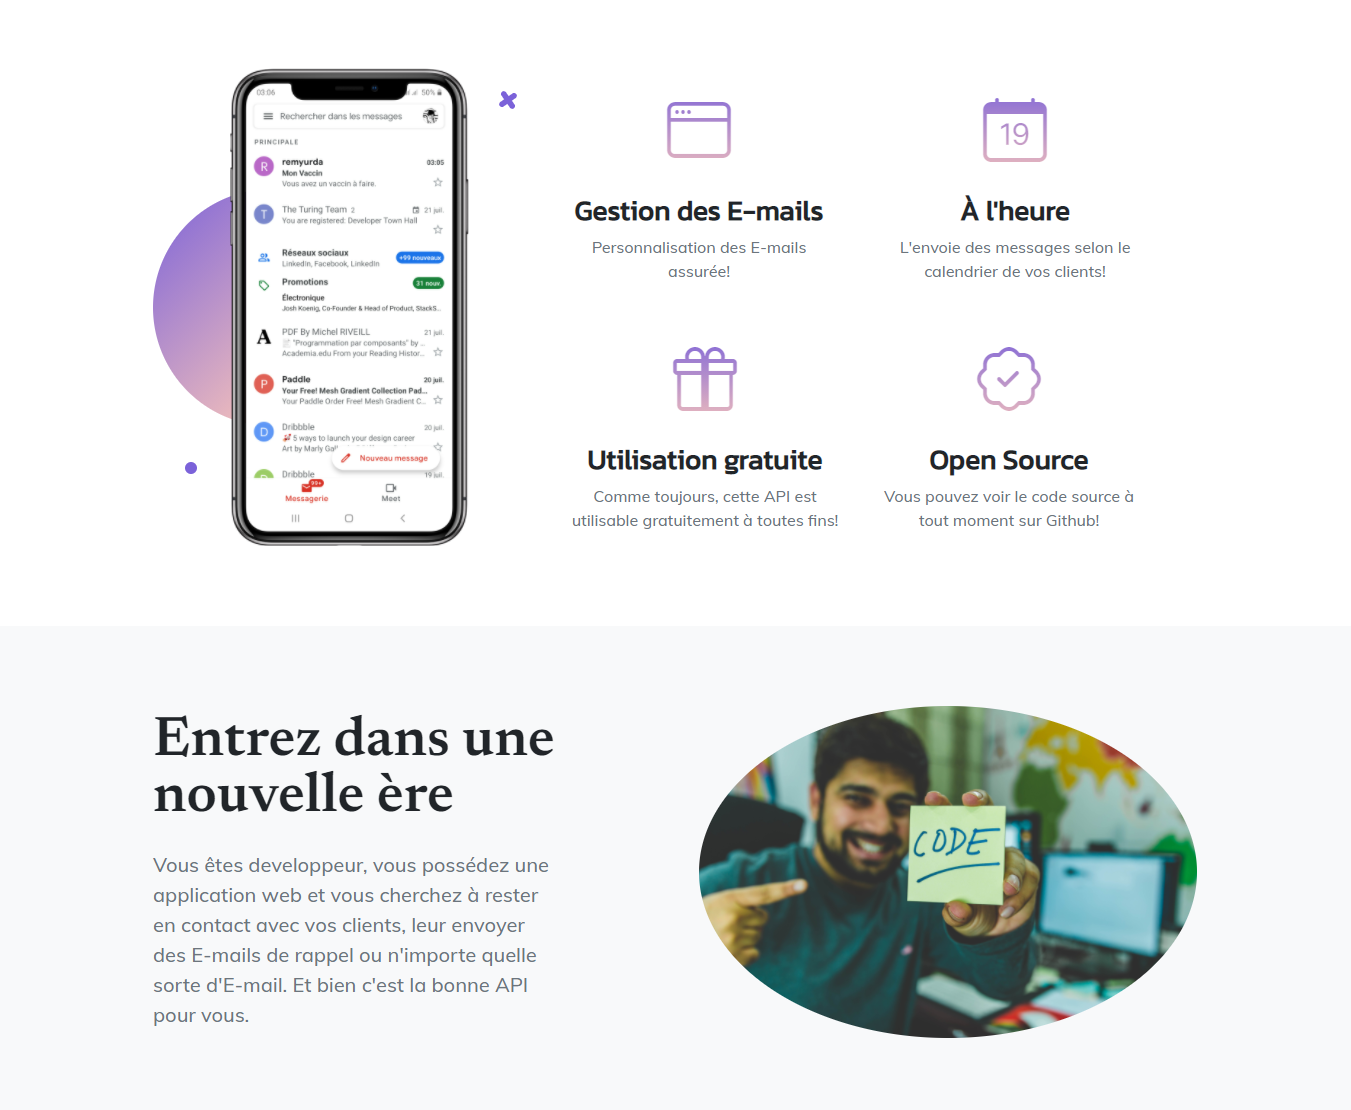 03:06
50%
Rechercher dans les messages
PRINCIPALE
R
remyurda
03:05
Mon Vaccin
Vous avez un vaccin à faire.
T
The Turing Team 2
21 juil.
You are registered: Developer Town Hall
Réseaux sociaux
+99 nouveaux
LinkedIn, Facebook, LinkedIn
Promotions
31 nouv.
Électronique
Josh Koenig, Co-Founder & Head of Product, StackS...
A
PDF By Michel RIVEILL
21 juil.
"Programmation par composants" by ...
Academia.edu From your Reading Histor...
P
Paddle
20 juil.
Your Free! Mesh Gradient Collection Pad...
Your Paddle Order Free! Mesh Gradient C...
D
Dribbble
20 juil.
5 ways to launch your design career
Art by Marly
Nouveau message
Dribbble
19 juil.
99+
Messagerie
Meet
19
Gestion des E-mails
Personnalisation des E-mails
assurée!
À l'heure
L'envoie des messages selon le
calendrier de vos clients!
Utilisation gratuite
Comme toujours, cette API est
utilisable gratuitement à toutes fins!
Open Source
Vous pouvez voir le code source à
tout moment sur Github!
Entrez dans une
nouvelle ère
Vous êtes developpeur, vous possédez une
application web et vous cherchez à rester
en contact avec vos clients, leur envoyer
des E-mails de rappel ou n'importe quelle
sorte d'E-mail. Et bien c'est la bonne API
pour vous.
CODE